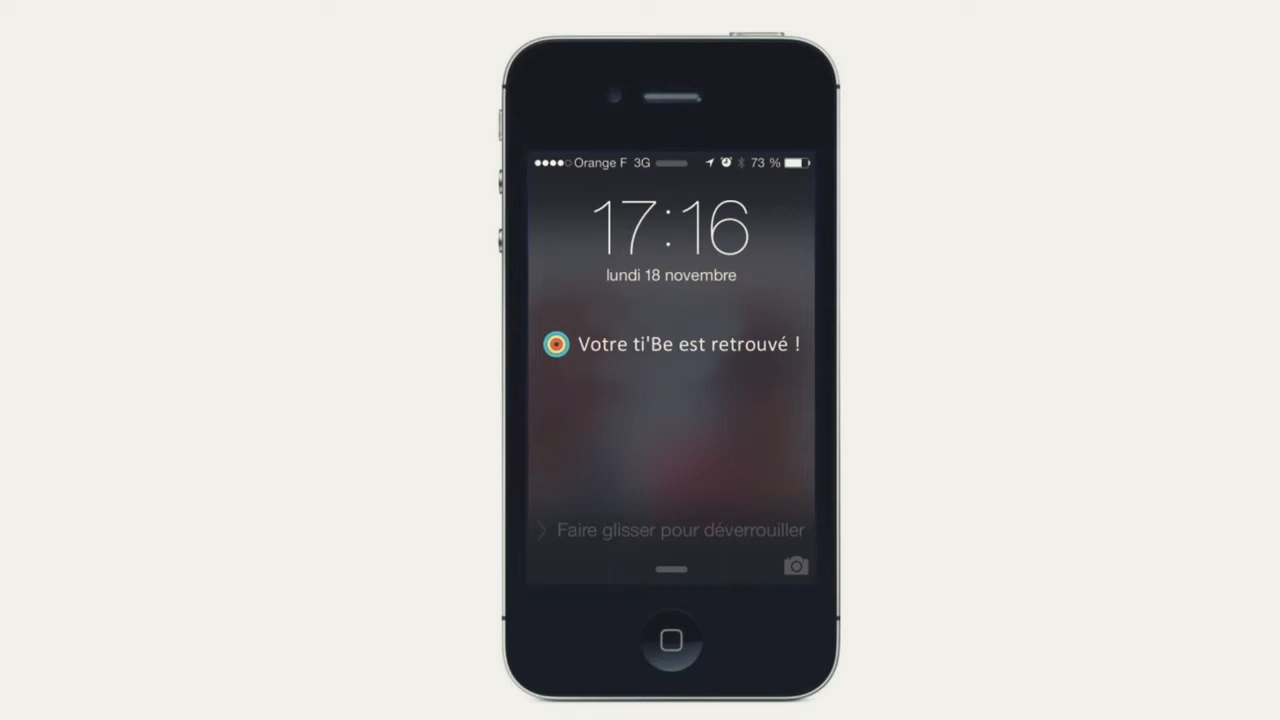 Orange F 3G 73 %
17:16
lundi 18 novembre
Votre ti'Be est retrouvé !
Faire glisser pour déverrouiller